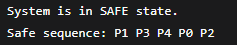 System is in SAFE state.
Safe sequence: P1 P3 P4 P0 P2